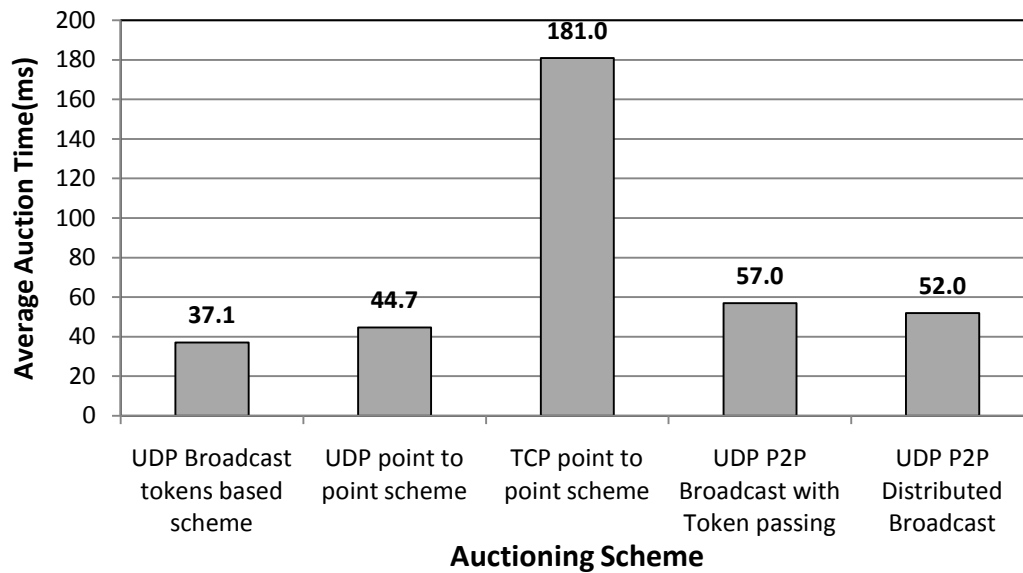 200
180
160
140
120
100
80
60
40
20
0
Average Auction Time(ms)
37.1
44.7
181.0
57.0
52.0
UDP Broadcast
tokens based
scheme
UDP point to
point scheme
TCP point to
point scheme
UDP P2P
Broadcast with
Token passing
UDP P2P
Distributed
Broadcast
Auctioning Scheme